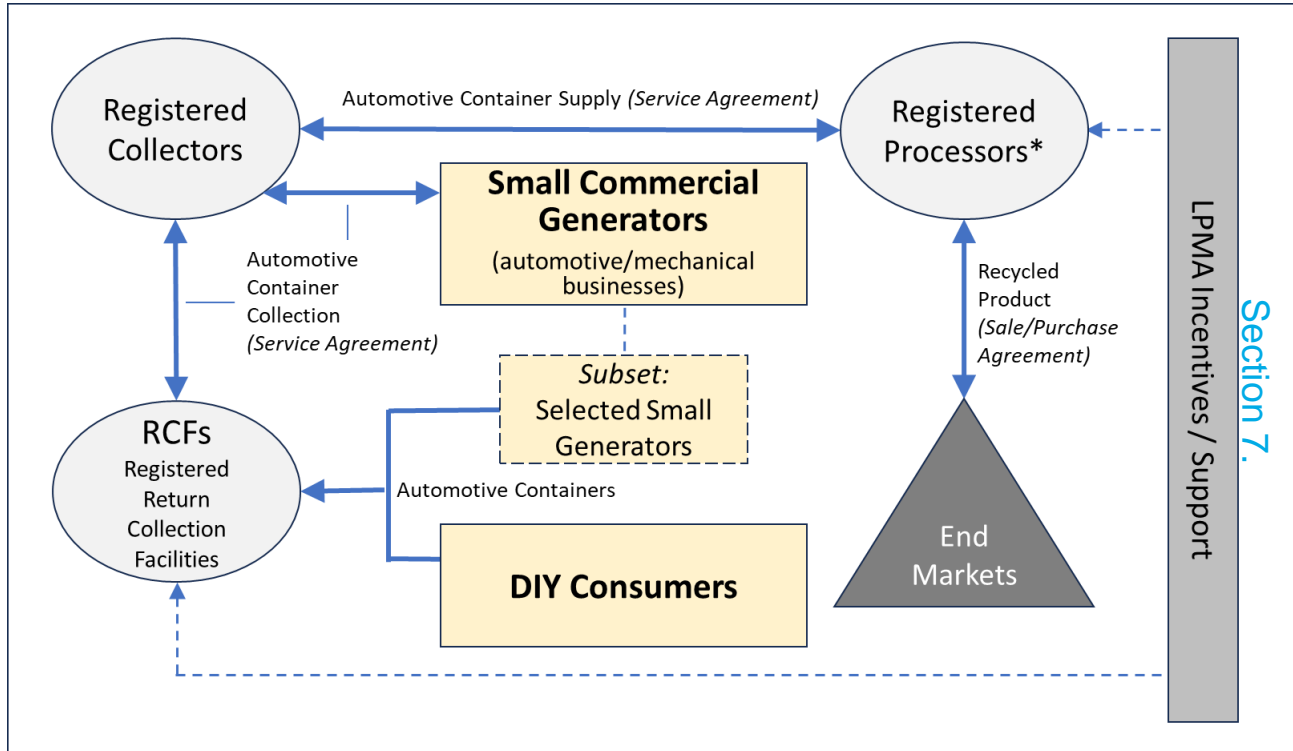 Registered
Collectors
Automotive Container Supply (Service Agreement)
Registered
Processors*
Small Commercial
Generators
(automotive/mechanical
businesses)
Automotive
Container
Collection
(Service Agreement)
Recycled
Product
(Sale/Purchase
Agreement)
Subset:
Selected Small
Generators
RCFs
Registered
Return
Collection
Facilities
Automotive Containers
DIY Consumers
End
Markets
LPMA Incentives / Support
Section 7.